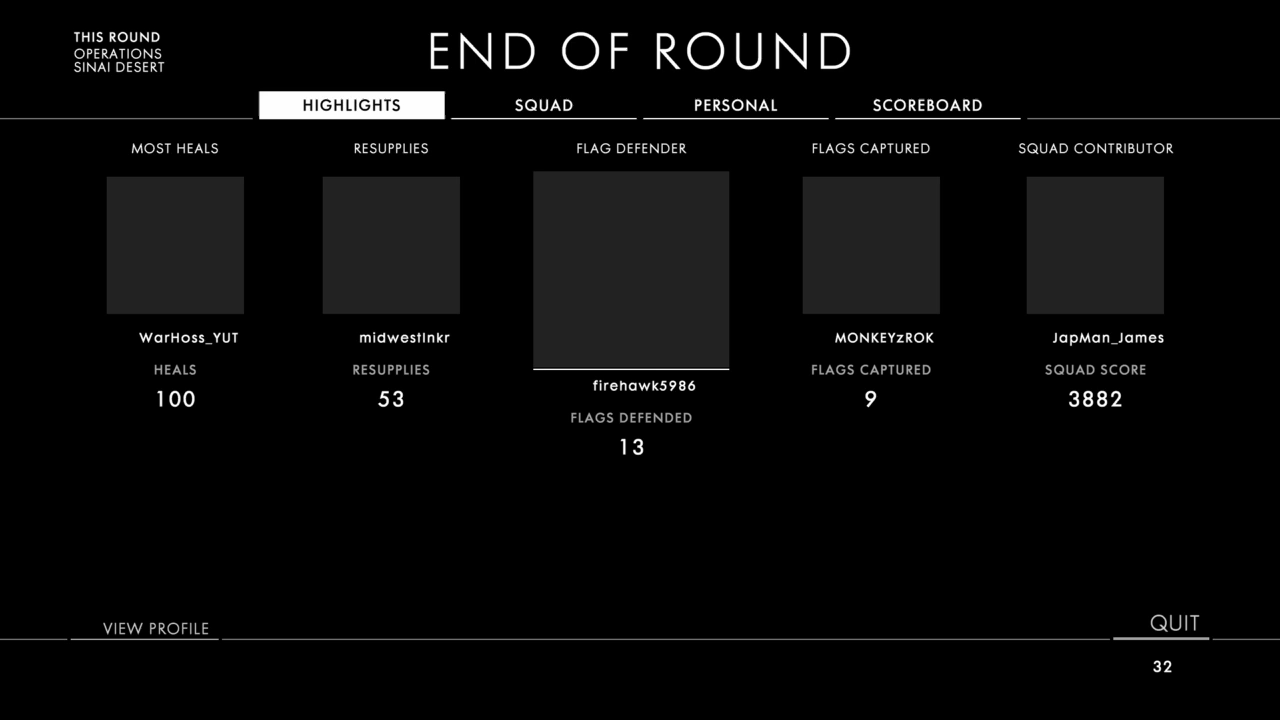 THIS ROUND
OPERATIONS
SINAI DESERT
END OF ROUND
HIGHLIGHTS SQUAD PERSONAL SCOREBOARD
MOST HEALS RESUPPLIES FLAG DEFENDER FLAGS CAPTURED SQUAD CONTRIBUTOR
WarHoss_YUT midwestlnkr MONKEYzROK JapMan_James
HEALS RESUPPLIES FLAGS CAPTURED SQUAD SCORE
100 53 9 3882
firehawk5986
FLAGS DEFENDED
13
VIEW PROFILE QUIT
32